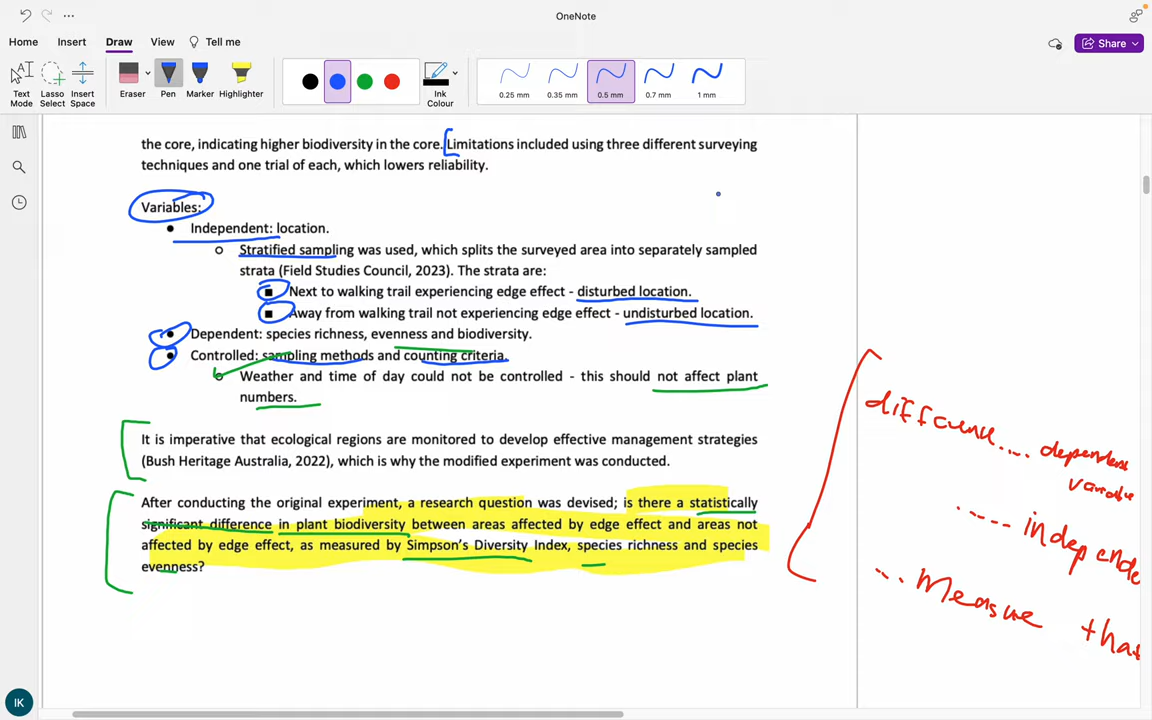 OneNote
Home Insert Draw View Tell me
Share
Text Mode
Lasso Select
Insert Space
Eraser
Pen
Marker
Highlighter
Ink Colour
0.25 mm
0.35 mm
0.5 mm
0.7 mm
1 mm
the core, indicating higher biodiversity in the core. Limitations included using three different surveying
techniques and one trial of each, which lowers reliability.
Variables:
Independent: location.
Stratified sampling was used, which splits the surveyed area into separately sampled
strata (Field Studies Council, 2023). The strata are:
Next to walking trail experiencing edge effect - disturbed location.
Away from walking trail not experiencing edge effect - undisturbed location.
Dependent: species richness, evenness and biodiversity.
Controlled: sampling methods and counting criteria.
Weather and time of day could not be controlled - this should not affect plant
numbers.
It is imperative that ecological regions are monitored to develop effective management strategies
(Bush Heritage Australia, 2022), which is why the modified experiment was conducted.
After conducting the original experiment, a research question was devised; is there a statistically
significant difference in plant biodiversity between areas affected by edge effect and areas not
affected by edge effect, as measured by Simpson's Diversity Index, species richness and species
evenness?
.... dependent
variable
..... independe
... Measure that
IK